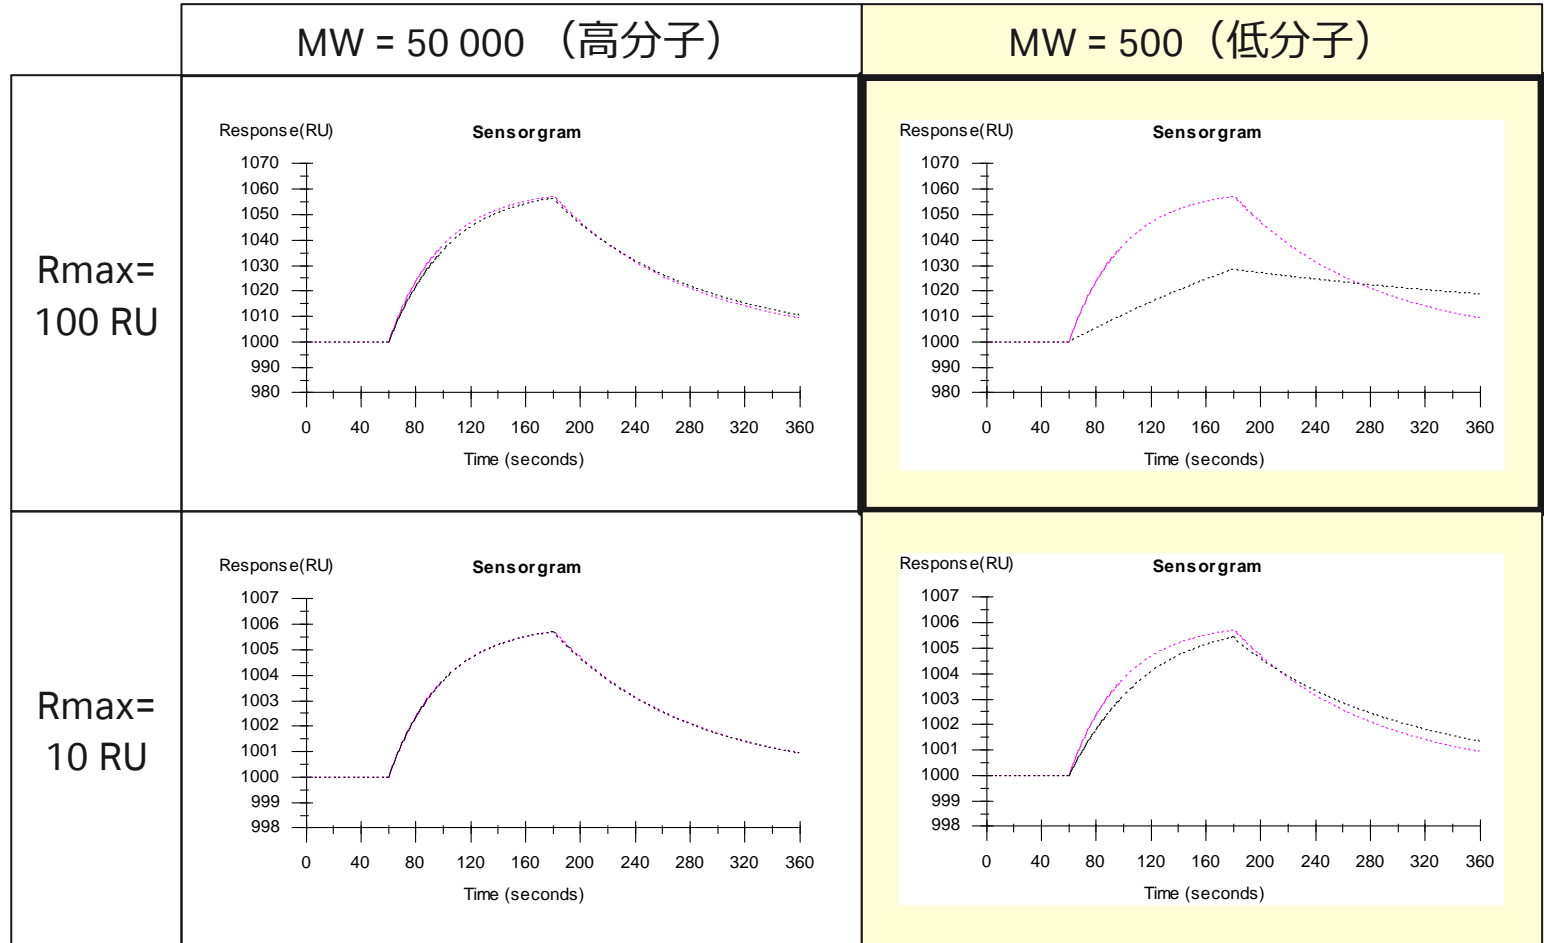 MW = 50 000 （高分子）
MW = 500（低分子）
Rmax=
100 RU
Response(RU)
Sensorgram
1070
1060
1050
1040
1030
1020
1010
1000
990
980
0 40 80 120 160 200 240 280 320 360
Time (seconds)
Response(RU)
Sensorgram
1070
1060
1050
1040
1030
1020
1010
1000
990
980
0 40 80 120 160 200 240 280 320 360
Time (seconds)
Rmax=
10 RU
Response(RU)
Sensorgram
1007
1006
1005
1004
1003
1002
1001
1000
999
998
0 40 80 120 160 200 240 280 320 360
Time (seconds)
Response(RU)
Sensorgram
1007
1006
1005
1004
1003
1002
1001
1000
999
998
0 40 80 120 160 200 240 280 320 360
Time (seconds)